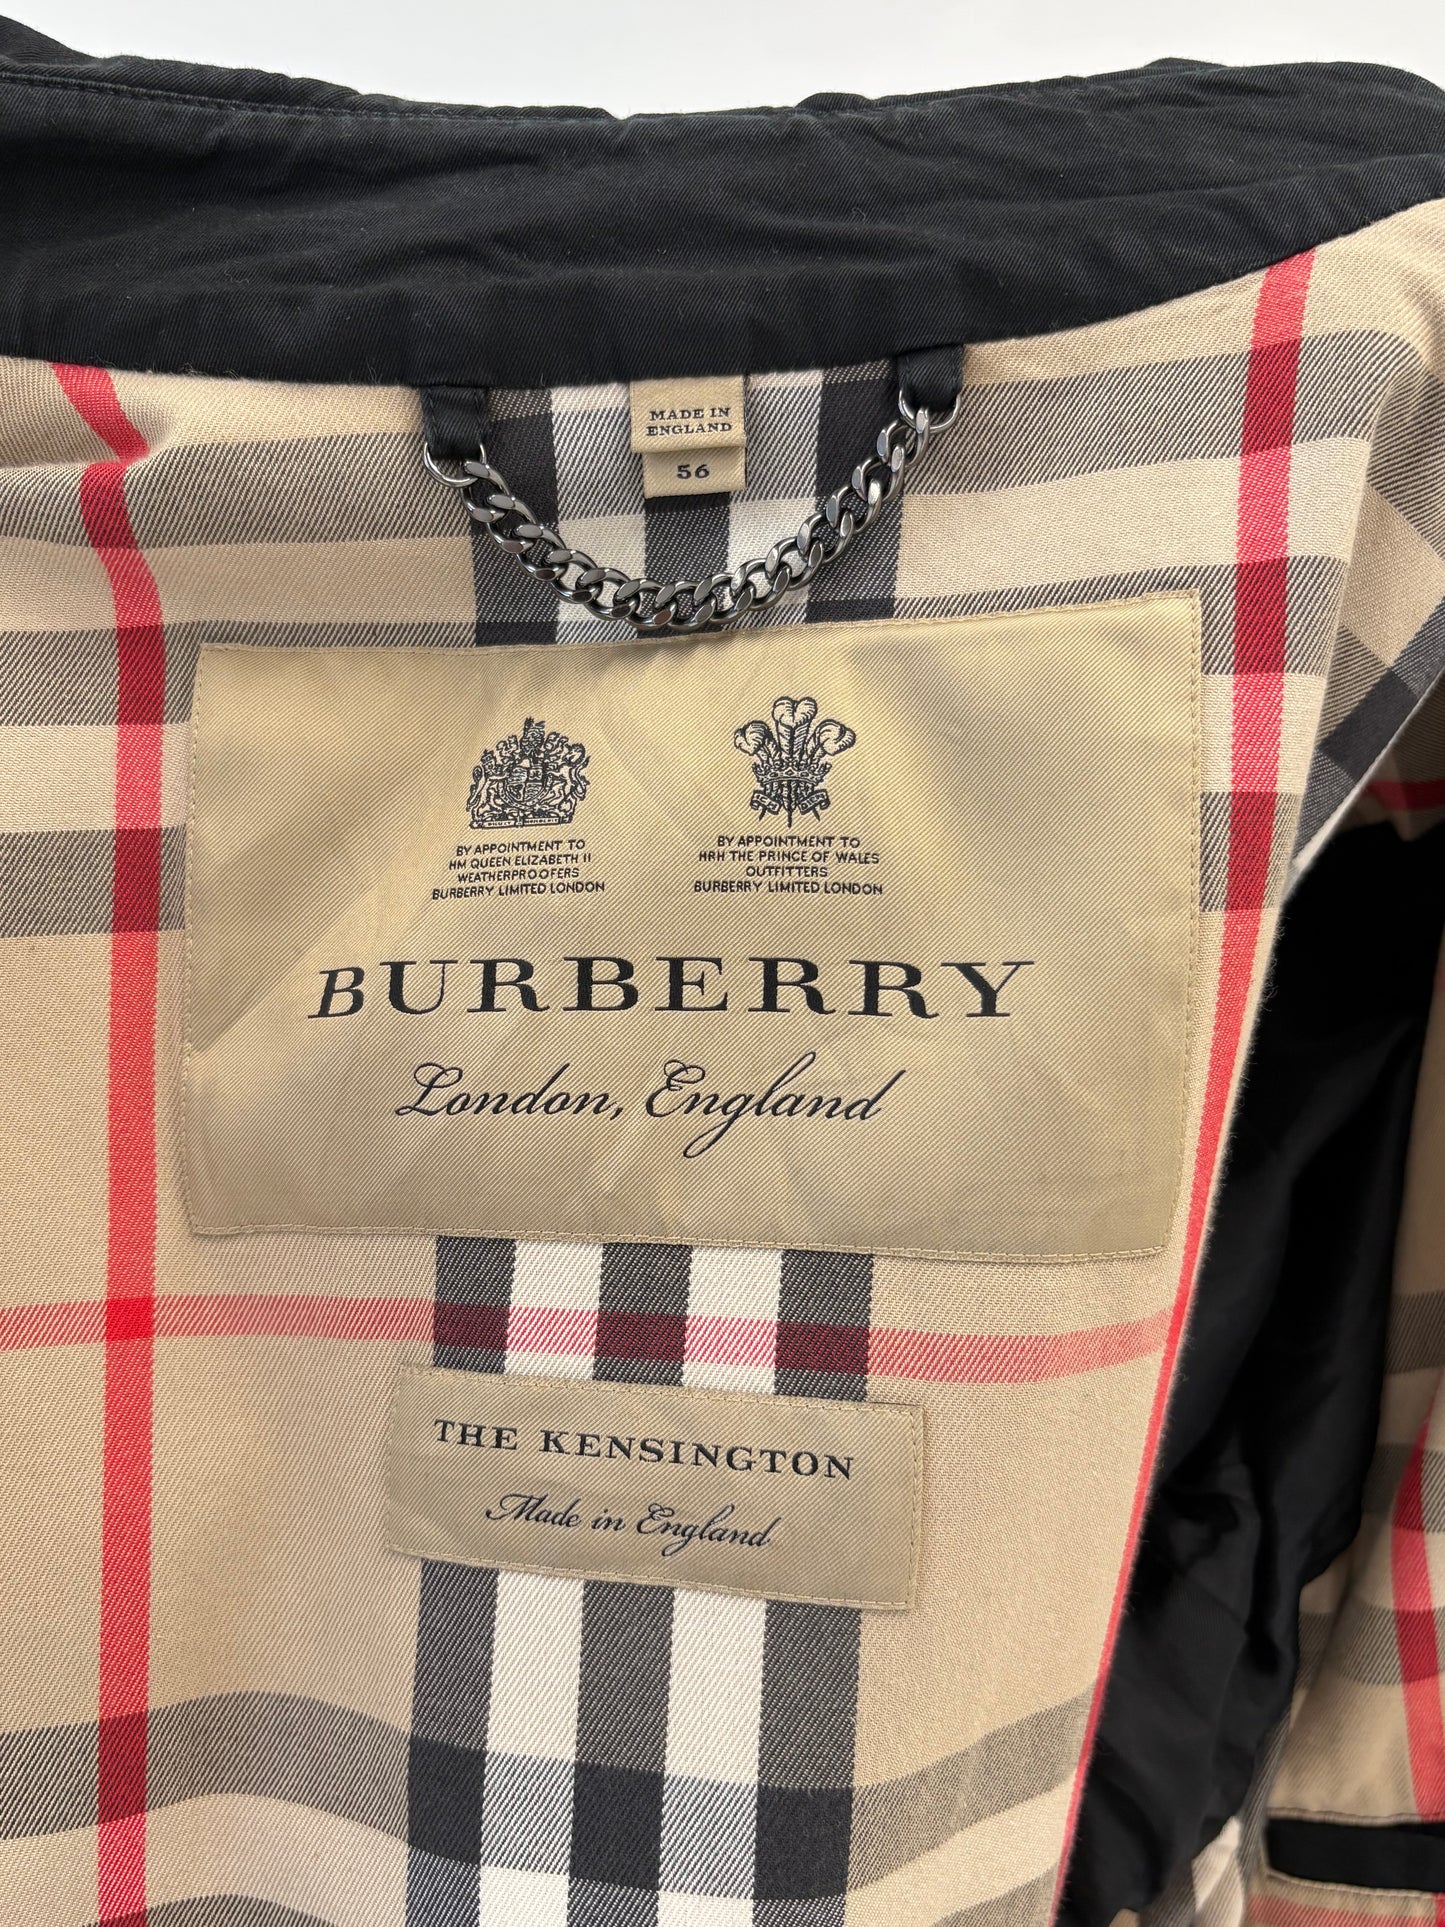 MADE IN
ENGLAND
56
BY APPOINTMENT TO
HM QUEEN ELIZABETH II
WEATHERPROOFERS
BURBERRY LIMITED LONDON
BY APPOINTMENT TO
HRH THE PRINCE OF WALES
OUTFITTERS
BURBERRY LIMITED LONDON
BURBERRY
London, England
THE KENSINGTON
Made in England